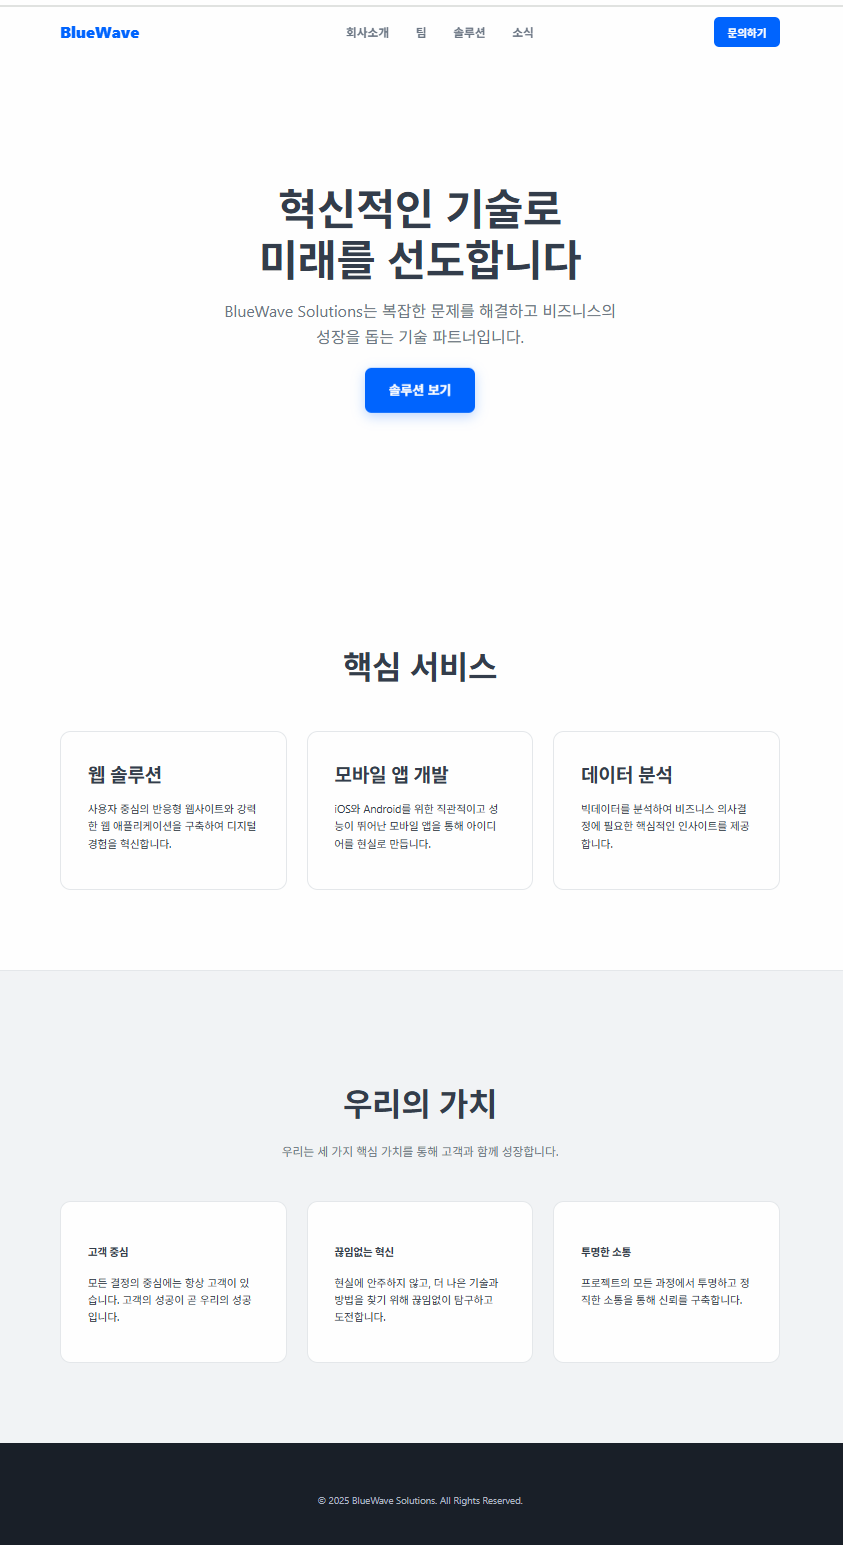 BlueWave
회사소개 팀 솔루션 소식
문의하기
혁신적인 기술로
미래를 선도합니다
BlueWave Solutions는 복잡한 문제를 해결하고 비즈니스의
성장을 돕는 기술 파트너입니다.
솔루션 보기
핵심 서비스
웹 솔루션
사용자 중심의 반응형 웹사이트와 강력
한 웹 애플리케이션을 구축하여 디지털
경험을 혁신합니다.
모바일 앱 개발
iOS와 Android를 위한 직관적이고 성
능이 뛰어난 모바일 앱을 통해 아이디
어를 현실로 만듭니다.
데이터 분석
빅데이터를 분석하여 비즈니스 의사결
정에 필요한 핵심적인 인사이트를 제공
합니다.
우리의 가치
우리는 세 가지 핵심 가치를 통해 고객과 함께 성장합니다.
고객 중심
모든 결정의 중심에는 항상 고객이 있
습니다. 고객의 성공이 곧 우리의 성공
입니다.
끊임없는 혁신
현실에 안주하지 않고, 더 나은 기술과
방법을 찾기 위해 끊임없이 탐구하고
도전합니다.
투명한 소통
프로젝트의 모든 과정에서 투명하고 정
직한 소통을 통해 신뢰를 구축합니다.
© 2025 BlueWave Solutions. All Rights Reserved.